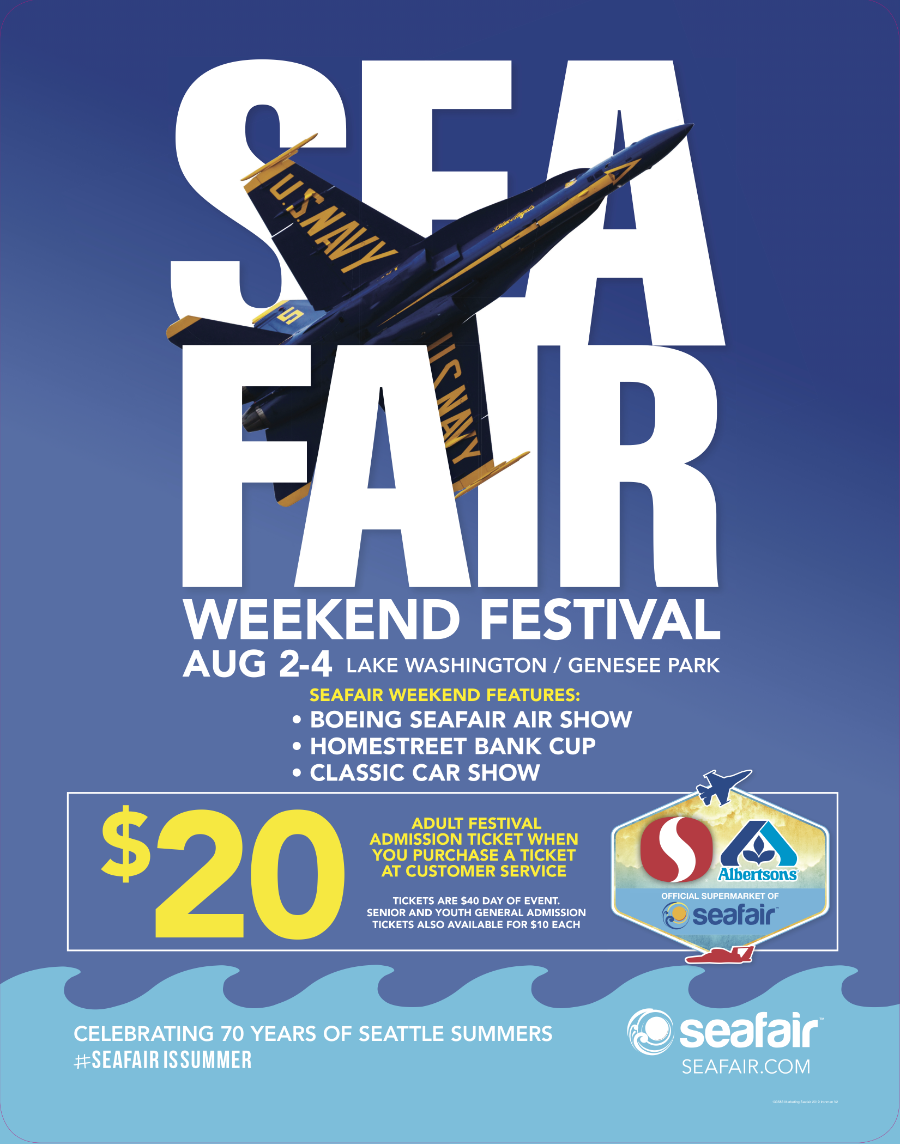 SEA
FAIR
U.S.NAVY
5
U.S.NAVY
WEEKEND FESTIVAL
AUG 2-4 LAKE WASHINGTON / GENESEE PARK
SEAFAIR WEEKEND FEATURES:
• BOEING SEAFAIR AIR SHOW
• HOMESTREET BANK CUP
• CLASSIC CAR SHOW
$20
ADULT FESTIVAL
ADMISSION TICKET WHEN
YOU PURCHASE A TICKET
AT CUSTOMER SERVICE
TICKETS ARE $40 DAY OF EVENT.
SENIOR AND YOUTH GENERAL ADMISSION
TICKETS ALSO AVAILABLE FOR $10 EACH
Albertsons
OFFICIAL SUPERMARKET OF
seafair
CELEBRATING 70 YEARS OF SEATTLE SUMMERS
#SEAFAIRISSUMMER
seafair™
SEAFAIR.COM